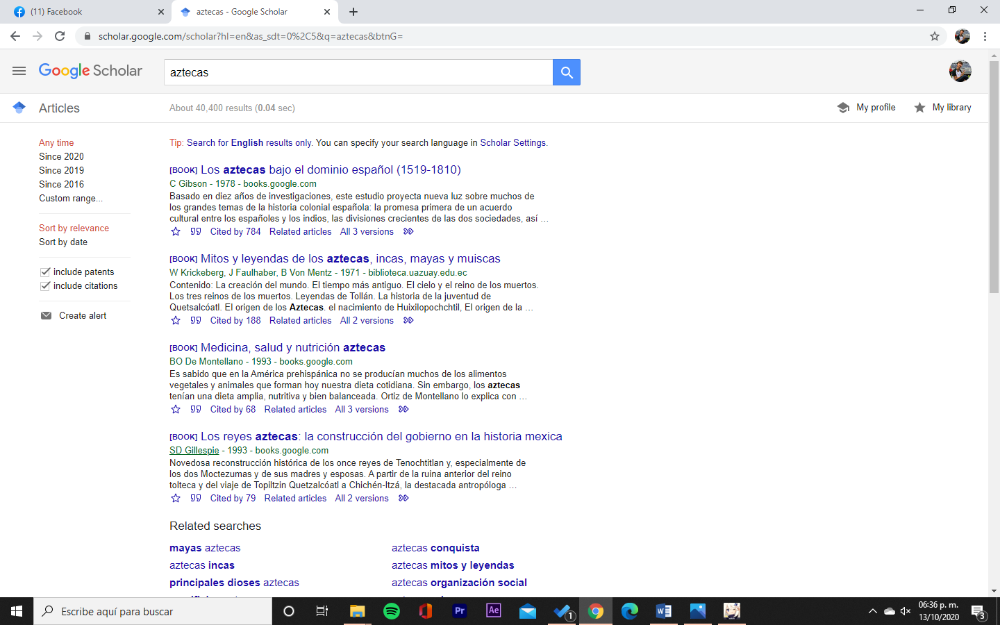 (11) Facebook
aztecas - Google Scholar
scholar.google.com/scholar?hl=en&as_sdt=0%2C5&q=aztecas&btnG=
Google Scholar
aztecas
Articles
About 40,400 results (0.04 sec)
My profile
My library
Any time
Since 2020
Since 2019
Since 2016
Custom range...
Sort by relevance
Sort by date
include patents
include citations
Create alert
Tip: Search for English results only. You can specify your search language in Scholar Settings.
[BOOK] Los aztecas bajo el dominio español (1519-1810)
C Gibson - 1978 - books.google.com
Basado en diez años de investigaciones, este estudio proyecta nueva luz sobre muchos de
los grandes temas de la historia colonial española: la promesa primera de un acuerdo
cultural entre los españoles y los indios, las divisiones crecientes de las dos sociedades, así ...
Cited by 784 Related articles All 3 versions
[BOOK] Mitos y leyendas de los aztecas, incas, mayas y muiscas
W Krickeberg, J Faulhaber, B Von Mentz - 1971 - biblioteca.uazuay.edu.ec
Contenido: La creación del mundo. El tiempo más antiguo. El cielo y el reino de los muertos.
Los tres reinos de los muertos. Leyendas de Tollán. La historia de la juventud de
Quetsalcóatl. El origen de los Aztecas. el nacimiento de Huixilopochchtil, El origen de la ...
Cited by 188 Related articles All 2 versions
[BOOK] Medicina, salud y nutrición aztecas
BO De Montellano - 1993 - books.google.com
Es sabido que en la América prehispánica no se producían muchos de los alimentos
vegetales y animales que forman hoy nuestra dieta cotidiana. Sin embargo, los aztecas
tenían una dieta amplia, nutritiva y bien balanceada. Ortiz de Montellano lo explica con ...
Cited by 68 Related articles All 3 versions
[BOOK] Los reyes aztecas: la construcción del gobierno en la historia mexica
SD Gillespie - 1993 - books.google.com
Novedosa reconstrucción histórica de los once reyes de Tenochtitlan y, especialmente de
los dos Moctezumas y de sus madres y esposas. A partir de la ruina anterior del reino
tolteca y del viaje de Topiltzin Quetzalcóatl a Chichén-Itzá, la destacada antropóloga ...
Cited by 79 Related articles All 2 versions
Related searches
mayas aztecas
aztecas conquista
aztecas incas
aztecas mitos y leyendas
principales dioses aztecas
aztecas organización social
Escribe aquí para buscar
Pr
Ae
1
06:36 p. m.
13/10/2020
3